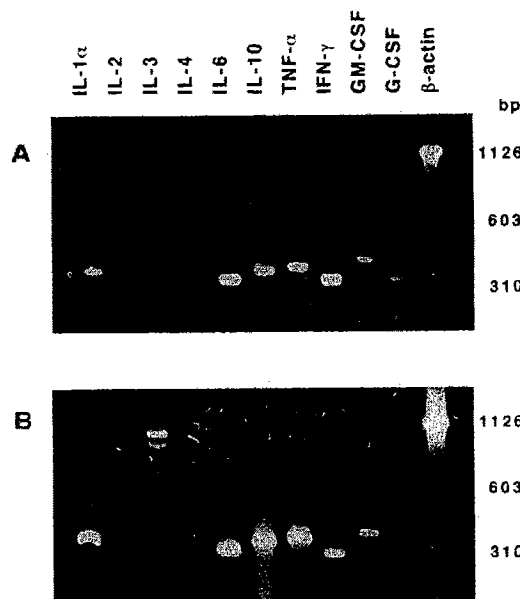 IL-1α
IL-2
IL-3
IL-4
IL-6
IL-10
TNF-α
IFN-γ
GM-CSF
G-CSF
β-actin
bp
A
1126
603
310
B
1126
603
310